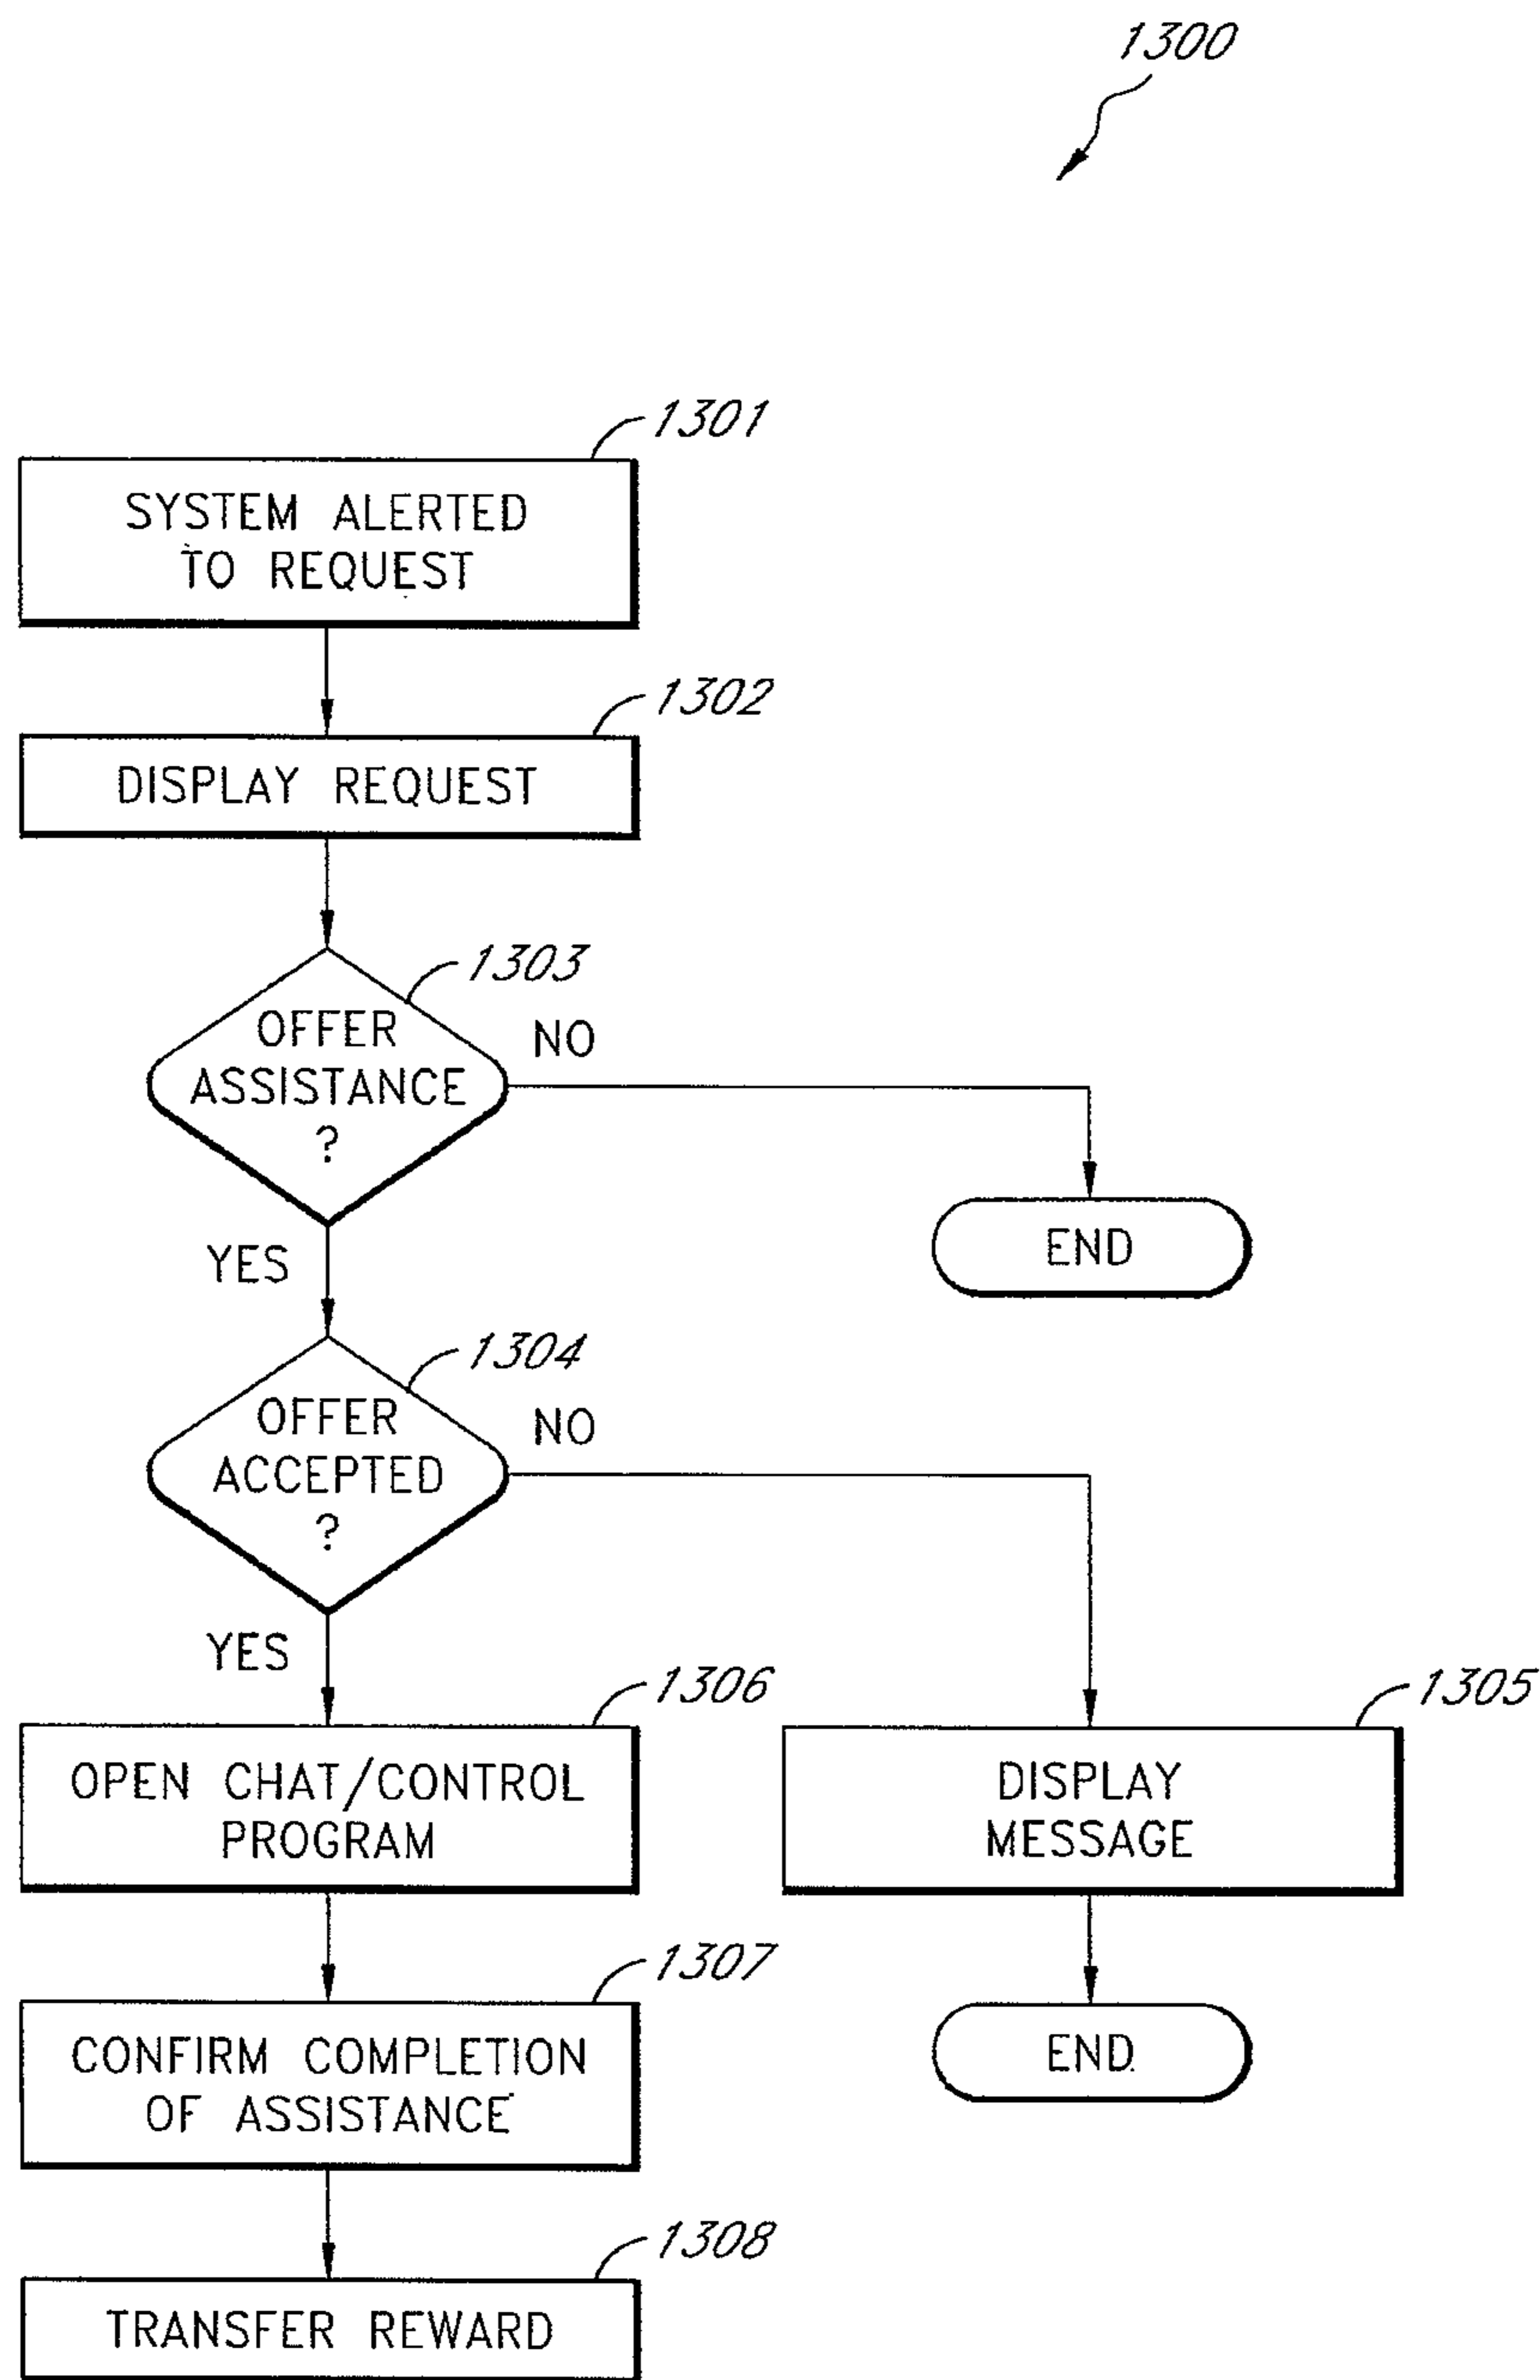 1300
1301
SYSTEM ALERTED
TO REQUEST
1302
DISPLAY REQUEST
1303
OFFER
ASSISTANCE
?
NO
END
YES
1304
OFFER
ACCEPTED
?
NO
YES
1306
OPEN CHAT/CONTROL
PROGRAM
1305
DISPLAY
MESSAGE
1307
CONFIRM COMPLETION
OF ASSISTANCE
END
1308
TRANSFER REWARD